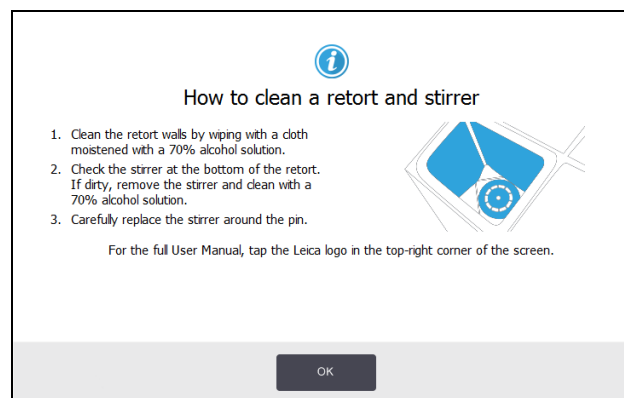 How to clean a retort and stirrer
1. Clean the retort walls by wiping with a cloth
moistened with a 70% alcohol solution.
2. Check the stirrer at the bottom of the retort.
If dirty, remove the stirrer and clean with a
70% alcohol solution.
3. Carefully replace the stirrer around the pin.
For the full User Manual, tap the Leica logo in the top-right corner of the screen.
OK